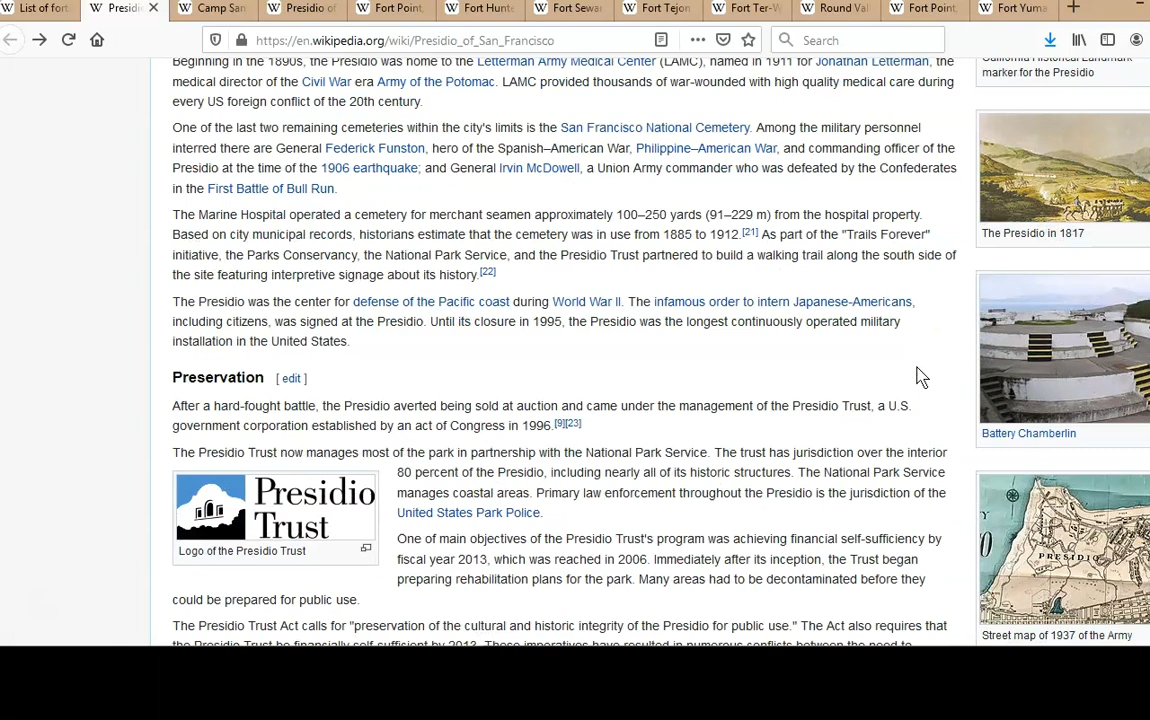 List of fort
Presidi
Camp San
Presidio of
Fort Point,
Fort Hunte
Fort Sewar
Fort Tejon
Fort Ter-W
Round Val
Fort Point,
Fort Yuma
https://en.wikipedia.org/wiki/Presidio_of_San_Francisco
Search
Beginning in the 1890s, the Presidio was home to the Letterman Army Medical Center (LAMC), named in 1911 for Jonathan Letterman, the
medical director of the Civil War era Army of the Potomac. LAMC provided thousands of war-wounded with high quality medical care during
every US foreign conflict of the 20th century.
One of the last two remaining cemeteries within the city's limits is the San Francisco National Cemetery. Among the military personnel
interred there are General Federick Funston, hero of the Spanish–American War, Philippine–American War, and commanding officer of the
Presidio at the time of the 1906 earthquake; and General Irvin McDowell, a Union Army commander who was defeated by the Confederates
in the First Battle of Bull Run.
The Marine Hospital operated a cemetery for merchant seamen approximately 100–250 yards (91–229 m) from the hospital property.
Based on city municipal records, historians estimate that the cemetery was in use from 1885 to 1912.[21] As part of the "Trails Forever"
initiative, the Parks Conservancy, the National Park Service, and the Presidio Trust partnered to build a walking trail along the south side of
the site featuring interpretive signage about its history.[22]
The Presidio was the center for defense of the Pacific coast during World War II. The infamous order to intern Japanese-Americans,
including citizens, was signed at the Presidio. Until its closure in 1995, the Presidio was the longest continuously operated military
installation in the United States.
Preservation [ edit ]
After a hard-fought battle, the Presidio averted being sold at auction and came under the management of the Presidio Trust, a U.S.
government corporation established by an act of Congress in 1996.[9][23]
The Presidio Trust now manages most of the park in partnership with the National Park Service. The trust has jurisdiction over the interior
80 percent of the Presidio, including nearly all of its historic structures. The National Park Service
manages coastal areas. Primary law enforcement throughout the Presidio is the jurisdiction of the
United States Park Police.
Presidio
Trust
Logo of the Presidio Trust
One of main objectives of the Presidio Trust's program was achieving financial self-sufficiency by
fiscal year 2013, which was reached in 2006. Immediately after its inception, the Trust began
preparing rehabilitation plans for the park. Many areas had to be decontaminated before they
could be prepared for public use.
The Presidio Trust Act calls for "preservation of the cultural and historic integrity of the Presidio for public use." The Act also requires that
the Presidio Trust be financially self-sufficient by 2013. These imperatives have resulted in numerous conflicts between the need to
California Historical Landmark
marker for the Presidio
The Presidio in 1817
Battery Chamberlin
PRESIDIO
Street map of 1937 of the Army